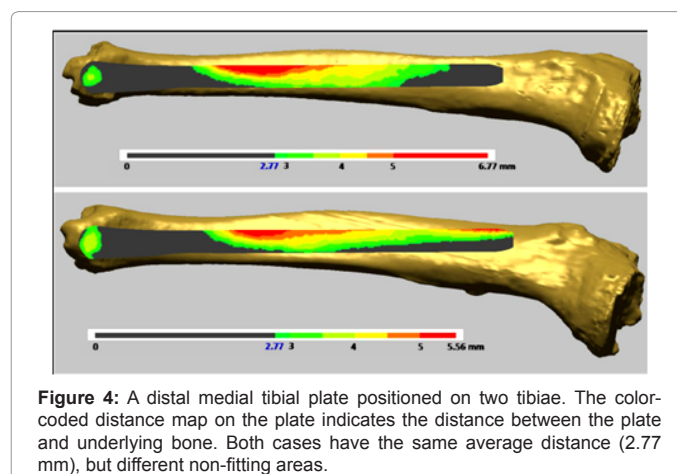 0 2.77 3 4 5 6.77 mm
0 2.77 3 4 5 5.56 mm
Figure 4: A distal medial tibial plate positioned on two tibiae. The color-
coded distance map on the plate indicates the distance between the plate
and underlying bone. Both cases have the same average distance (2.77
mm), but different non-fitting areas.